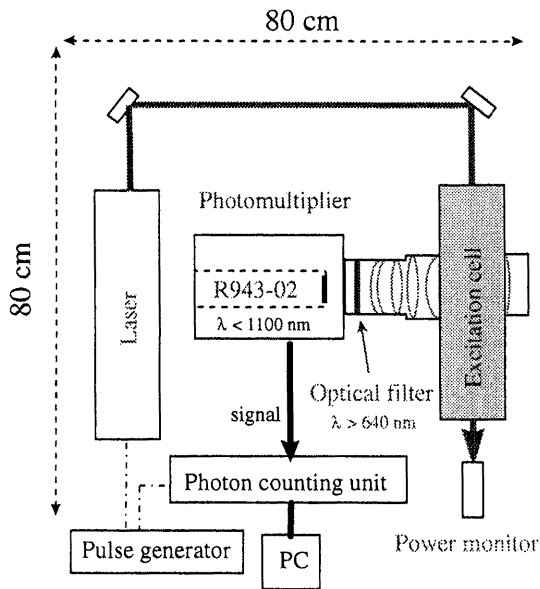 80 cm
80 cm
Photomultiplier
Laser
R943-02
λ < 1100 nm
Excitation cell
Optical filter
λ > 640 nm
signal
Photon counting unit
Pulse generator
PC
Power monitor